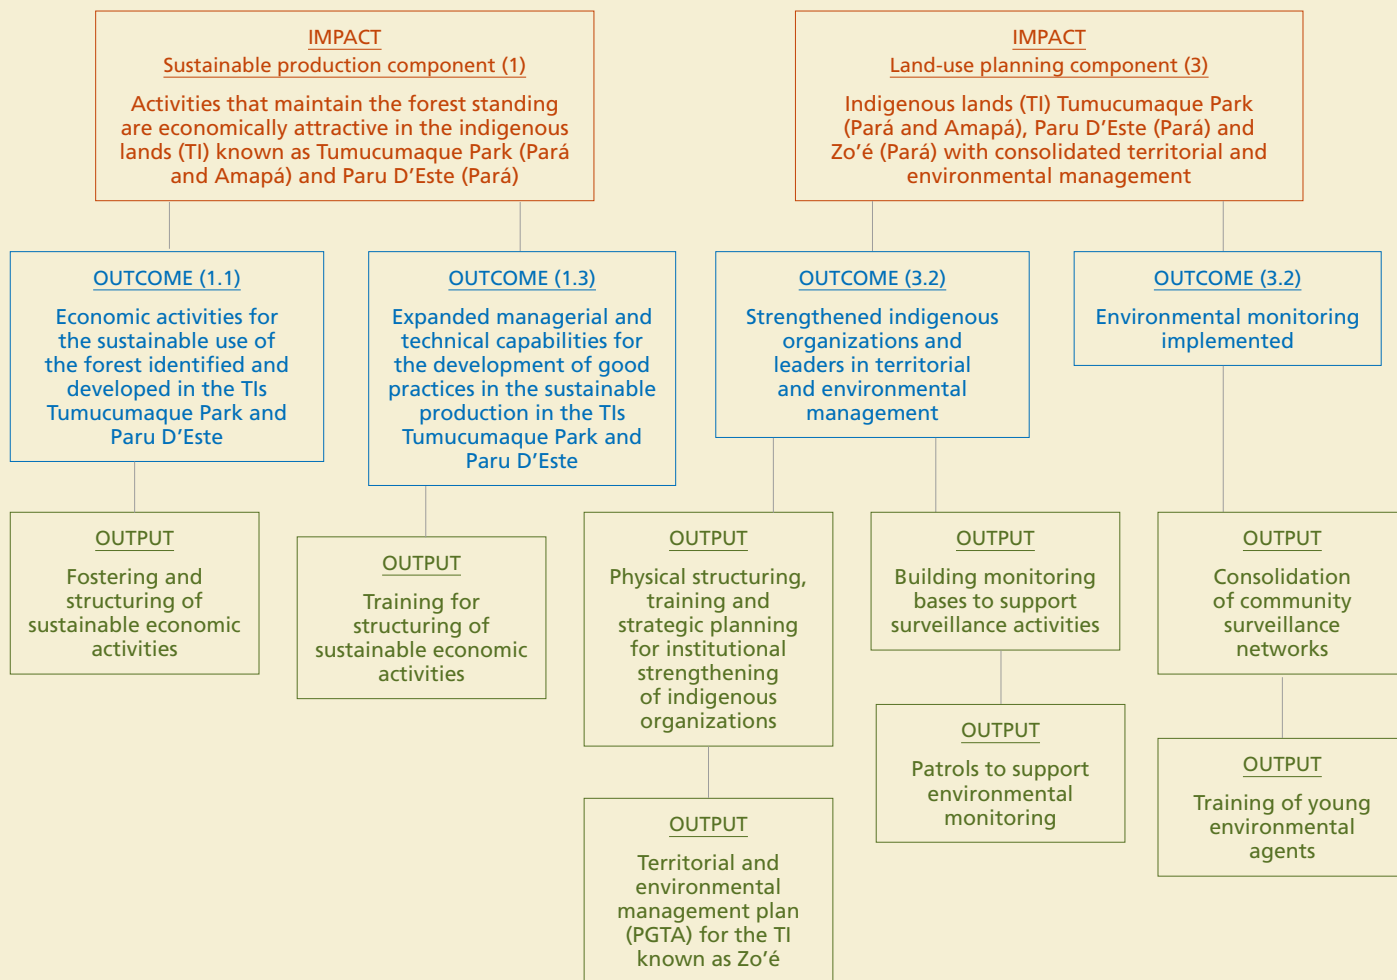 IMPACT
Sustainable production component (1)
Activities that maintain the forest standing
are economically attractive in the indigenous
lands (TI) known as Tumucumaque Park (Pará
and Amapá) and Paru D’Este (Pará)
IMPACT
Land-use planning component (3)
Indigenous lands (TI) Tumucumaque Park
(Pará and Amapá), Paru D’Este (Pará) and
Zo’é (Pará) with consolidated territorial and
environmental management
OUTCOME (1.1)
Economic activities for
the sustainable use of
the forest identified and
developed in the TIs
Tumucumaque Park and
Paru D’Este
OUTCOME (1.3)
Expanded managerial and
technical capabilities for
the development of good
practices in the sustainable
production in the TIs
Tumucumaque Park and
Paru D’Este
OUTCOME (3.2)
Strengthened indigenous
organizations and
leaders in territorial
and environmental
management
OUTCOME (3.2)
Environmental monitoring
implemented
OUTPUT
Fostering and
structuring of
sustainable economic
activities
OUTPUT
Training for
structuring of
sustainable economic
activities
OUTPUT
Physical structuring,
training and
strategic planning
for institutional
strengthening
of indigenous
organizations
OUTPUT
Building monitoring
bases to support
surveillance activities
OUTPUT
Consolidation
of community
surveillance
networks
OUTPUT
Patrols to support
environmental
monitoring
OUTPUT
Training of young
environmental
agents
OUTPUT
Territorial and
environmental
management plan
(PGTA) for the TI
known as Zo’é